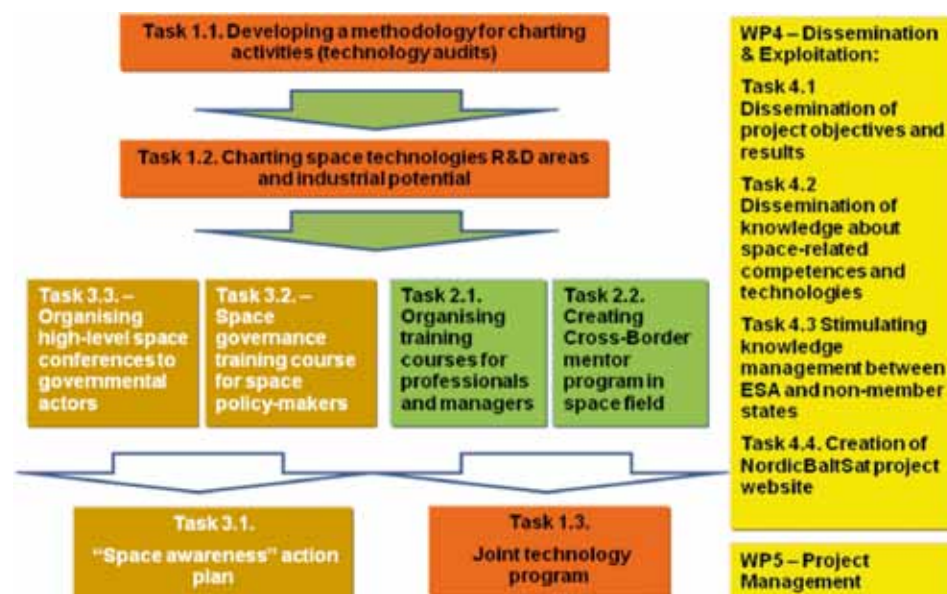 Task 1.1. Developing a methodology for charting
activities (technology audits)
Task 1.2. Charting space technologies R&D areas
and industrial potential
Task 3.3. –
Organising
high-level space
conferences to
governmental
actors
Task 3.2. –
Space
governance
training course
for space
policy-makers
Task 2.1.
Organising
training
courses for
professionals
and managers
Task 2.2.
Creating
Cross-Border
mentor
program in
space field
Task 3.1.
“Space awareness” action
plan
Task 1.3.
Joint technology
program
WP4 – Dissemination
& Exploitation:
Task 4.1
Dissemination of
project objectives and
results
Task 4.2
Dissemination of
knowledge about
space-related
competences and
technologies
Task 4.3 Stimulating
knowledge
management between
ESA and non-member
states
Task 4.4. Creation of
NordicBaltSat project
website
WP5 – Project
Management